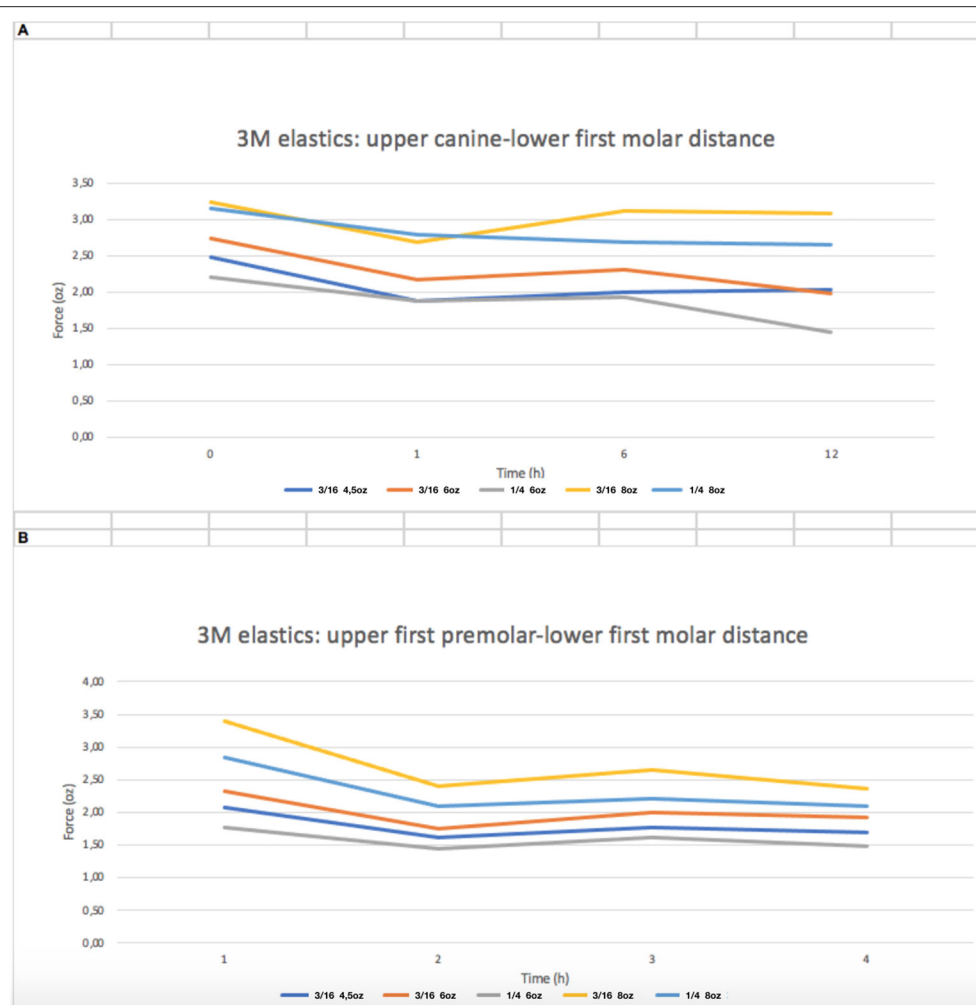 A
3M elastics: upper canine-lower first molar distance
3,50
3,00
2,50
2,00
1,50
1,00
0,50
0,00
Force (oz)
0 1 6 12
Time (h)
3/16 4,5oz 3/16 6oz 1/4 6oz 3/16 8oz 1/4 8oz
B
3M elastics: upper first premolar-lower first molar distance
4,00
3,50
3,00
2,50
2,00
1,50
1,00
0,50
0,00
Force (oz)
1 2 3 4
Time (h)
3/16 4,5oz 3/16 6oz 1/4 6oz 3/16 8oz 1/4 8oz